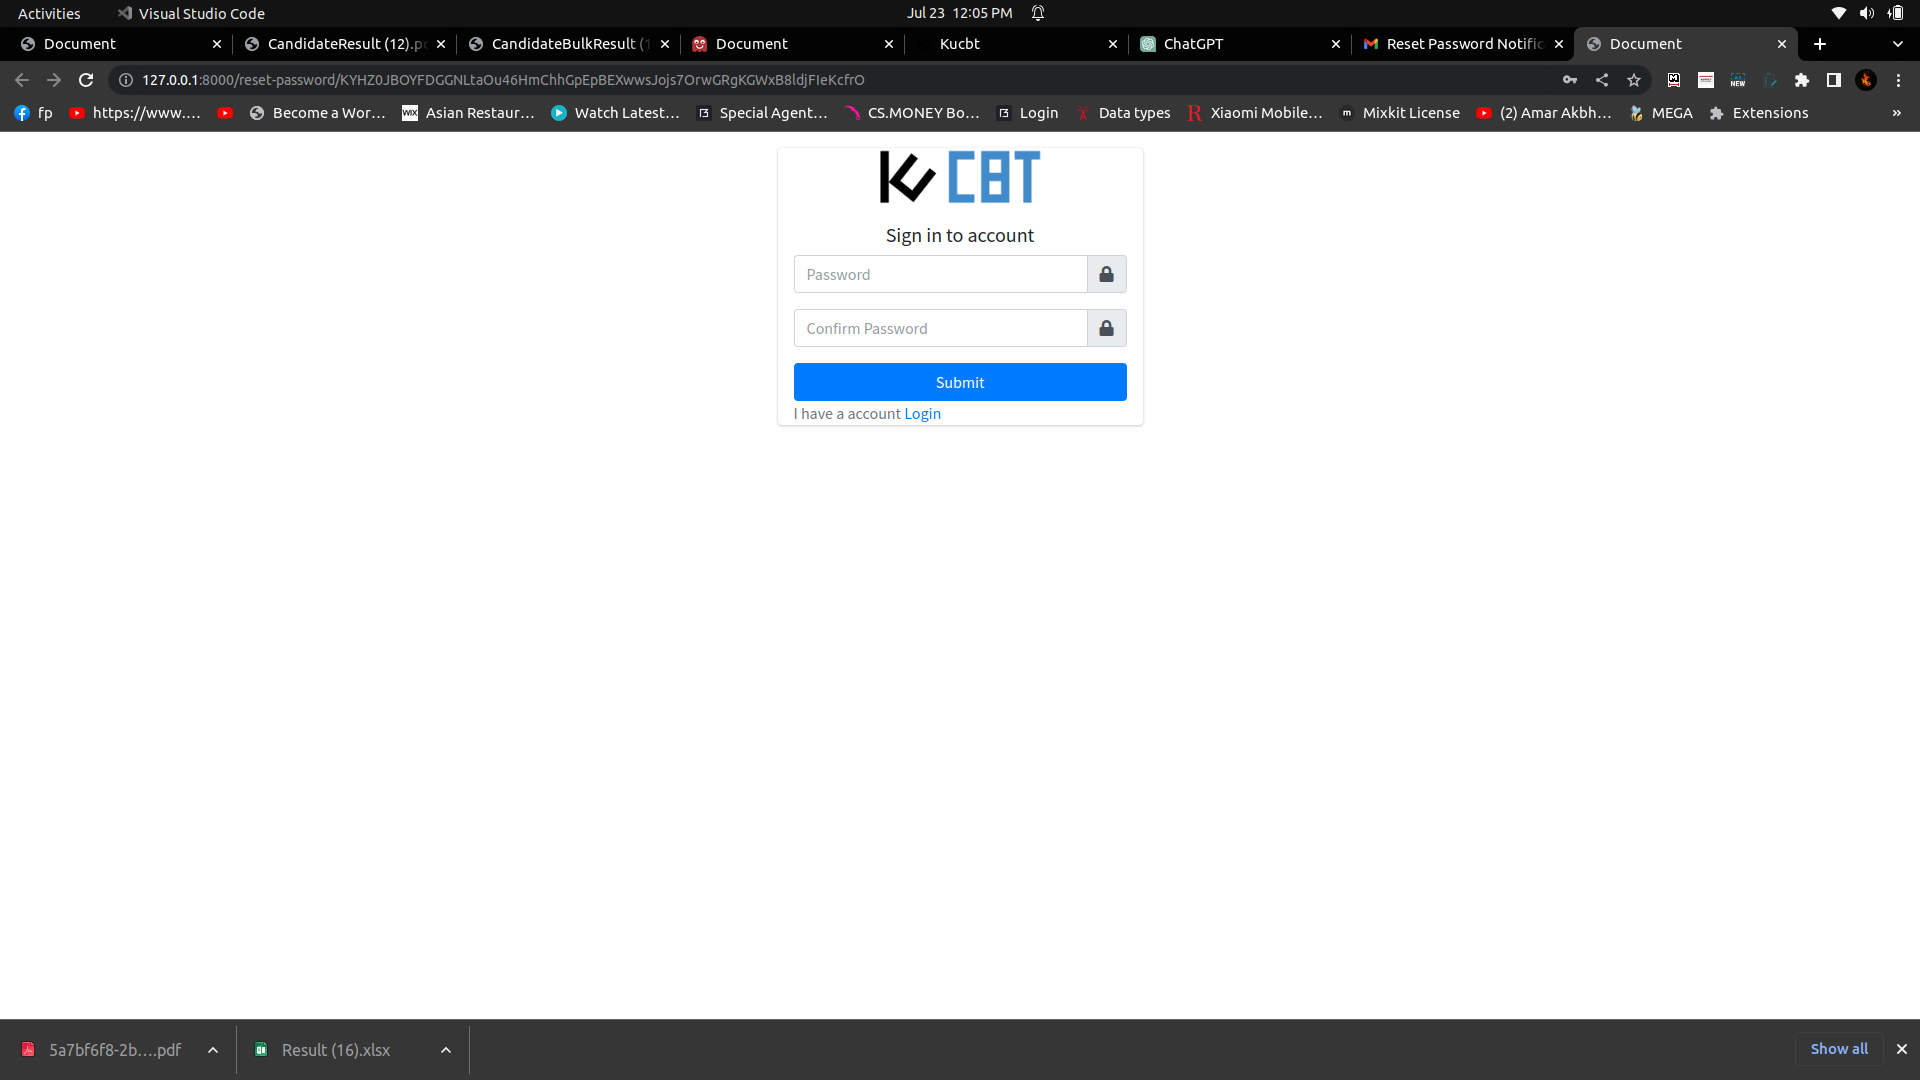 Activities
Visual Studio Code
Jul 23 12:05 PM
Document
CandidateResult (12).p
CandidateBulkResult (1
Document
Kucbt
ChatGPT
Reset Password Notific
Document
127.0.0.1:8000/reset-password/KYHZ0JBOYFDGGNLtaOu46HmChhGpEpBEXwwsJojs7OrwGRgKGWxB8ldjFIeKcfrO
fp
https://www....
Become a Wor...
WIX
Asian Restaur...
Watch Latest...
Special Agent...
CS.MONEY Bo...
Login
Data types
Xiaomi Mobile...
Mixkit License
(2) Amar Akbh...
MEGA
Extensions
»
KU CBT
Sign in to account
Password
Confirm Password
Submit
I have a account Login
5a7bf6f8-2b....pdf
Result (16).xlsx
Show all